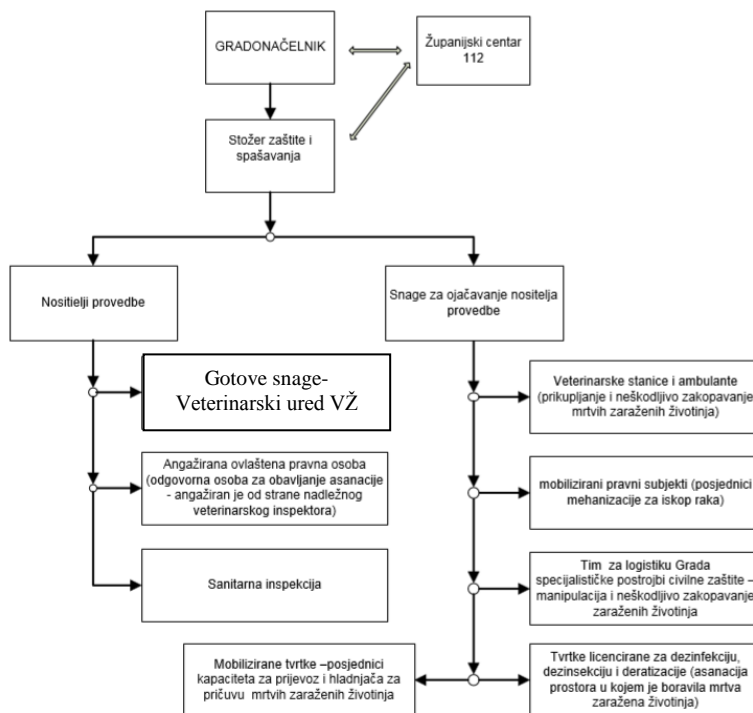 GRADONAČELNIK
Županijski centar
112
Stožer zaštite i
spašavanja
Nositielji provedbe
Snage za ojačavanje nositelja
provedbe
Gotove snage-
Veterinarski ured VŽ
Angažirana ovlaštena pravna osoba
(odgovorna osoba za obavljanje asanacije
- angažiran je od strane nadležnog
veterinarskog inspektora)
Sanitarna inspekcija
Veterinarske stanice i ambulante
(prikupljanje i neškodljivo zakopavanje
mrtvih zaraženih životinja)
mobilizirani pravni subjekti (posjednici
mehanizacije za iskop raka)
Tim za logistiku Grada
specijalističke postrojbi civilne zaštite –
manipulacija i neškodljivo zakopavanje
zaraženih životinja
Mobilizirane tvrtke –posjednici
kapaciteta za prijevoz i hladnjača za
pričuvu mrtvih zaraženih životinja
Tvrtke licencirane za dezinfekciju,
dezinsekciju i deratizacije (asanacija
prostora u kojem je boravila mrtva
zaražena životinja)